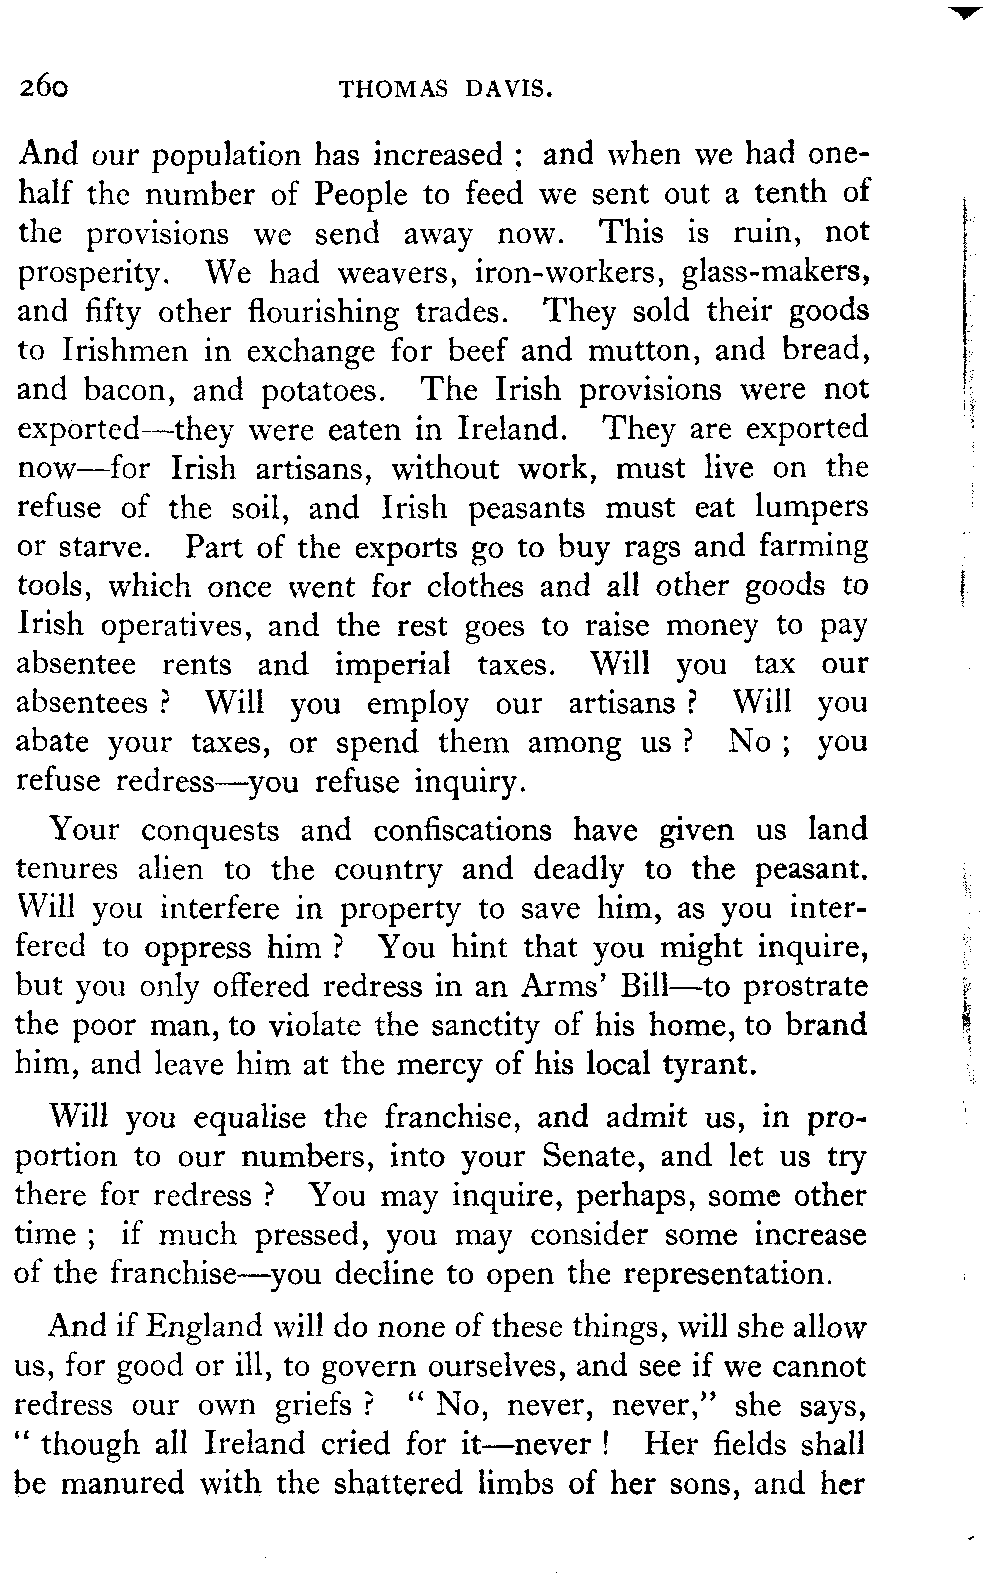 260 THOMAS DAVIS.
And our population has increased : and when we had one-
half the number of People to feed we sent out a tenth of
the provisions we send away now. This is ruin, not
prosperity. We had weavers, iron-workers, glass-makers,
and fifty other flourishing trades. They sold their goods
to Irishmen in exchange for beef and mutton, and bread,
and bacon, and potatoes. The Irish provisions were not
exported—they were eaten in Ireland. They are exported
now—for Irish artisans, without work, must live on the
refuse of the soil, and Irish peasants must eat lumpers
or starve. Part of the exports go to buy rags and farming
tools, which once went for clothes and all other goods to
Irish operatives, and the rest goes to raise money to pay
absentee rents and imperial taxes. Will you tax our
absentees ? Will you employ our artisans ? Will you
abate your taxes, or spend them among us ? No ; you
refuse redress—you refuse inquiry.
Your conquests and confiscations have given us land
tenures alien to the country and deadly to the peasant.
Will you interfere in property to save him, as you inter-
fered to oppress him ? You hint that you might inquire,
but you only offered redress in an Arms' Bill—to prostrate
the poor man, to violate the sanctity of his home, to brand
him, and leave him at the mercy of his local tyrant.
Will you equalise the franchise, and admit us, in pro-
portion to our numbers, into your Senate, and let us try
there for redress ? You may inquire, perhaps, some other
time ; if much pressed, you may consider some increase
of the franchise—you decline to open the representation.
And if England will do none of these things, will she allow
us, for good or ill, to govern ourselves, and see if we cannot
redress our own griefs ? " No, never, never," she says,
" though all Ireland cried for it—never ! Her fields shall
be manured with the shattered limbs of her sons, and her